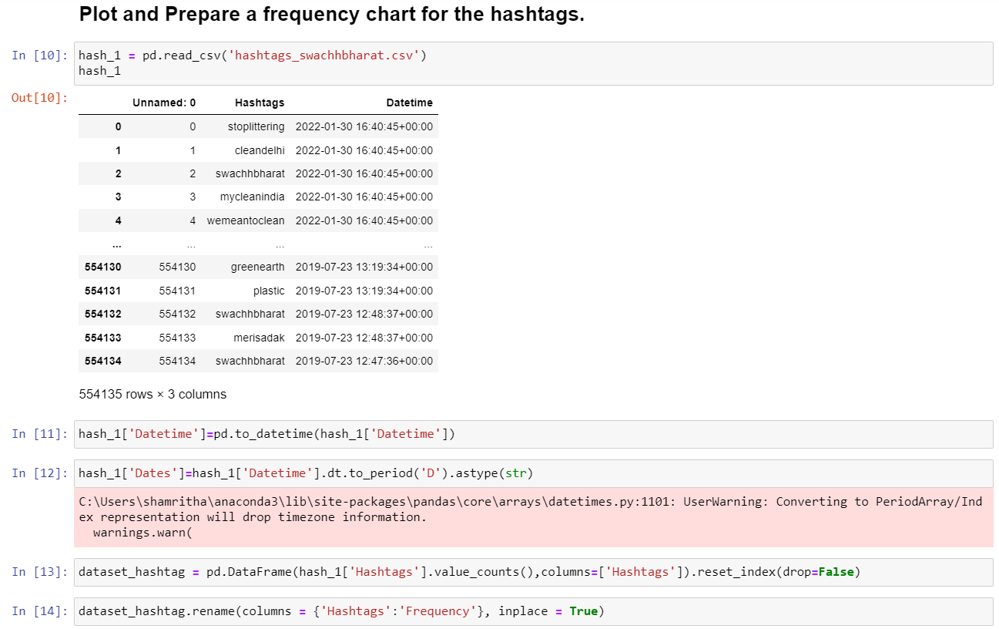 Plot and Prepare a frequency chart for the hashtags.
In [10]: hash_1 = pd.read_csv('hashtags_swachhbharat.csv')
hash_1
Out[10]:
Unnamed: 0 Hashtags Datetime
0 0 stoplittering 2022-01-30 16:40:45+00:00
1 1 cleandelhi 2022-01-30 16:40:45+00:00
2 2 swachhbharat 2022-01-30 16:40:45+00:00
3 3 mycleanindia 2022-01-30 16:40:45+00:00
4 4 wemeantoclean 2022-01-30 16:40:45+00:00
... ... ... ...
554130 554130 greenearth 2019-07-23 13:19:34+00:00
554131 554131 plastic 2019-07-23 13:19:34+00:00
554132 554132 swachhbharat 2019-07-23 12:48:37+00:00
554133 554133 merisadak 2019-07-23 12:48:37+00:00
554134 554134 swachhbharat 2019-07-23 12:47:36+00:00
554135 rows × 3 columns
In [11]: hash_1['Datetime']=pd.to_datetime(hash_1['Datetime'])
In [12]: hash_1['Dates']=hash_1['Datetime'].dt.to_period('D').astype(str)
C:\Users\shamritha\anaconda3\lib\site-packages\pandas\core\arrays\datetimes.py:1101: UserWarning: Converting to PeriodArray/Ind
ex representation will drop timezone information.
warnings.warn(
In [13]: dataset_hashtag = pd.DataFrame(hash_1['Hashtags'].value_counts(),columns=['Hashtags']).reset_index(drop=False)
In [14]: dataset_hashtag.rename(columns = {'Hashtags':'Frequency'}, inplace = True)